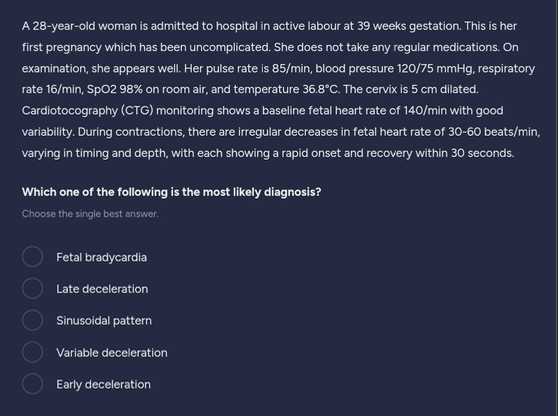 A 28-year-old woman is admitted to hospital in active labour at 39 weeks gestation. This is her
first pregnancy which has been uncomplicated. She does not take any regular medications. On
examination, she appears well. Her pulse rate is 85/min, blood pressure 120/75 mmHg, respiratory
rate 16/min, SpO2 98% on room air, and temperature 36.8°C. The cervix is 5 cm dilated.
Cardiotocography (CTG) monitoring shows a baseline fetal heart rate of 140/min with good
variability. During contractions, there are irregular decreases in fetal heart rate of 30-60 beats/min,
varying in timing and depth, with each showing a rapid onset and recovery within 30 seconds.
Which one of the following is the most likely diagnosis?
Choose the single best answer.
Fetal bradycardia
Late deceleration
Sinusoidal pattern
Variable deceleration
Early deceleration